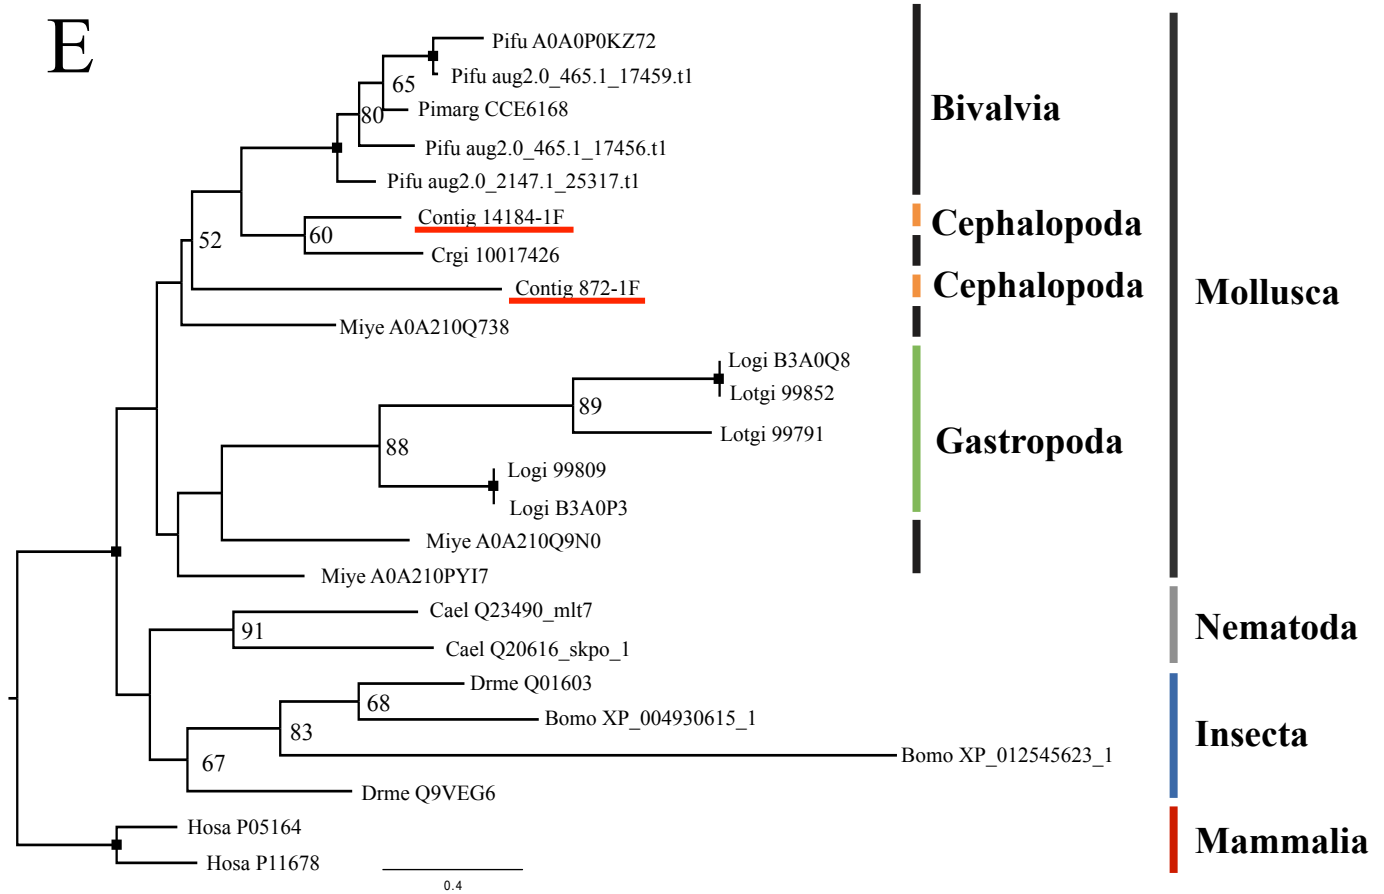 E
Pifu A0A0P0KZ72
Pifu aug2.0_465.1_17459.t1
65
Pimarg CCE6168
80
Pifu aug2.0_465.1_17456.t1
Pifu aug2.0_2147.1_25317.t1
Contig 14184-1F
60
Crgi 10017426
52
Contig 872-1F
Miye A0A210Q738
Logi B3A0Q8
Lotgi 99852
89
Lotgi 99791
88
Logi 99809
Logi B3A0P3
Miye A0A210Q9N0
Miye A0A210PYI7
Cael Q23490_mlt7
91
Cael Q20616_skpo_1
Drme Q01603
68
Bomo XP_004930615_1
83
Bomo XP_012545623_1
67
Drme Q9VEG6
Hosa P05164
Hosa P11678
0.4
Bivalvia
Cephalopoda
Cephalopoda
Gastropoda
Mollusca
Nematoda
Insecta
Mammalia